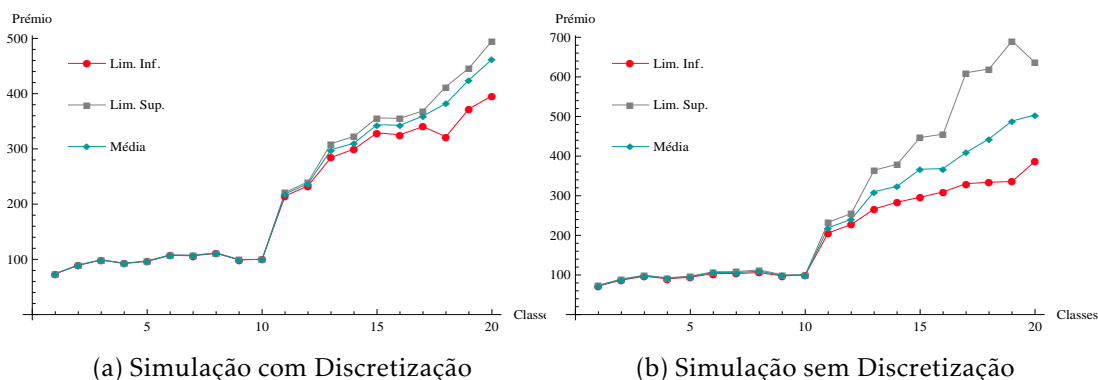 Prémio
500
400
300
200
100
Lim. Inf.
Lim. Sup.
Média
5
10
15
20
Classes
(a) Simulação com Discretização
Prémio
700
600
500
400
300
200
100
Lim. Inf.
Lim. Sup.
Média
5
10
15
20
Classes
(b) Simulação sem Discretização